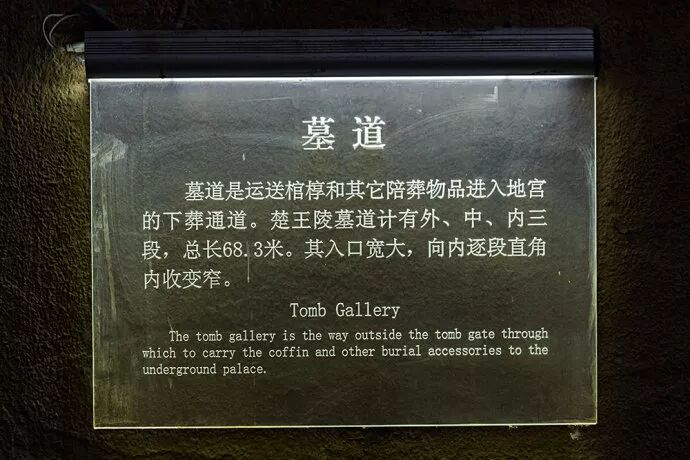 墓道
墓道是运送棺椁和其它陪葬物品进入地宫
的下葬通道。楚王陵墓道计有外、中、内三
段，总长68.3米。其入口宽大，向内逐段直角
内收变窄。
Tomb Gallery
The tomb gallery is the way outside the tomb gate through
which to carry the coffin and other burial accessories to the
underground palace.